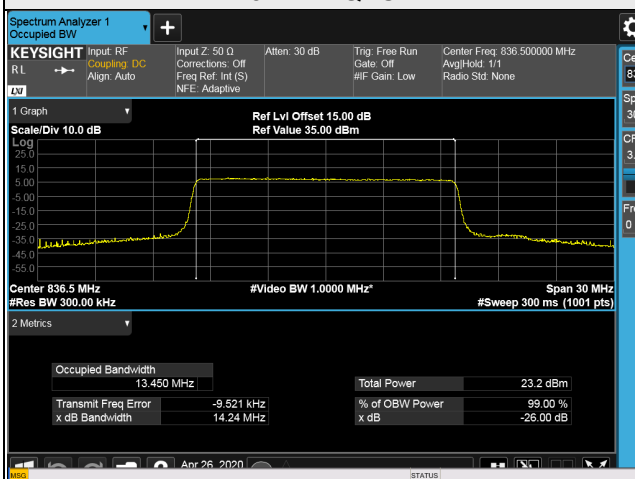 Spectrum Analyzer 1
Occupied BW
KEYSIGHT
Input: RF
Input Z: 50 Ω
Atten: 30 dB
Trig: Free Run
Center Freq: 836.500000 MHz
RL
Coupling: DC
Corrections: Off
Gate: Off
Avg|Hold: 1/1
Align: Auto
Freq Ref: Int (S)
#IF Gain: Low
Radio Std: None
NFE: Adaptive
LXI
1 Graph
Scale/Div 10.0 dB
Ref Lvl Offset 15.00 dB
Ref Value 35.00 dBm
Log
25.0
15.0
5.00
-5.00
-15.0
-25.0
-35.0
-45.0
-55.0
Center 836.5 MHz
#Video BW 1.0000 MHz*
Span 30 MHz
#Res BW 300.00 kHz
#Sweep 300 ms (1001 pts)
2 Metrics
Occupied Bandwidth
13.450 MHz
Total Power 23.2 dBm
Transmit Freq Error -9.521 kHz
% of OBW Power 99.00 %
x dB Bandwidth 14.24 MHz
x dB -26.00 dB
Apr 26, 2020
MSG
STATUS